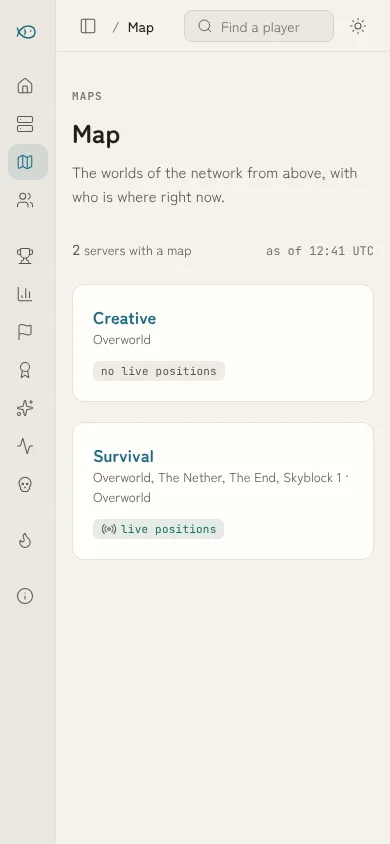 / Map
Find a player
MAPS
Map
The worlds of the network from above, with
who is where right now.
2 servers with a map
as of 12:41 UTC
Creative
Overworld
no live positions
Survival
Overworld, The Nether, The End, Skyblock 1 ·
Overworld
live positions